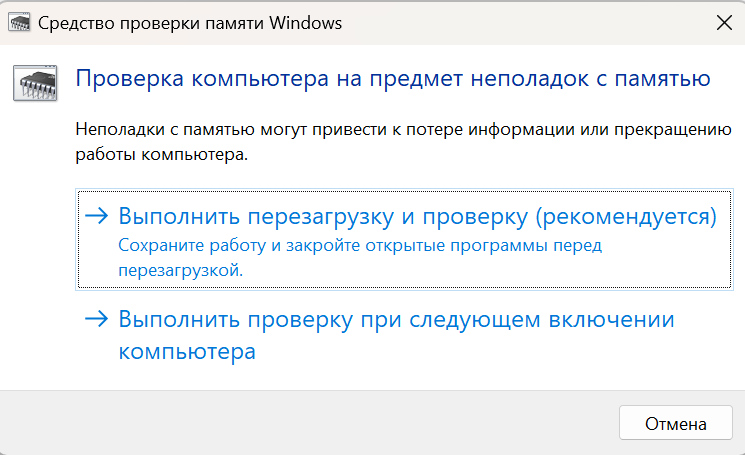 Средство проверки памяти Windows
Проверка компьютера на предмет неполадок с памятью
Неполадки с памятью могут привести к потере информации или прекращению
работы компьютера.
Выполнить перезагрузку и проверку (рекомендуется)
Сохраните работу и закройте открытые программы перед
перезагрузкой.
Выполнить проверку при следующем включении
компьютера
Отмена